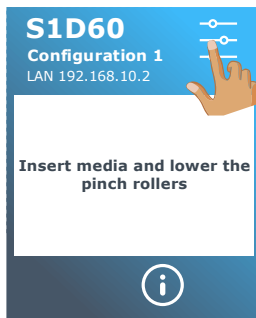 S1D60
Configuration 1
LAN 192.168.10.2
Insert media and lower the
pinch rollers
i